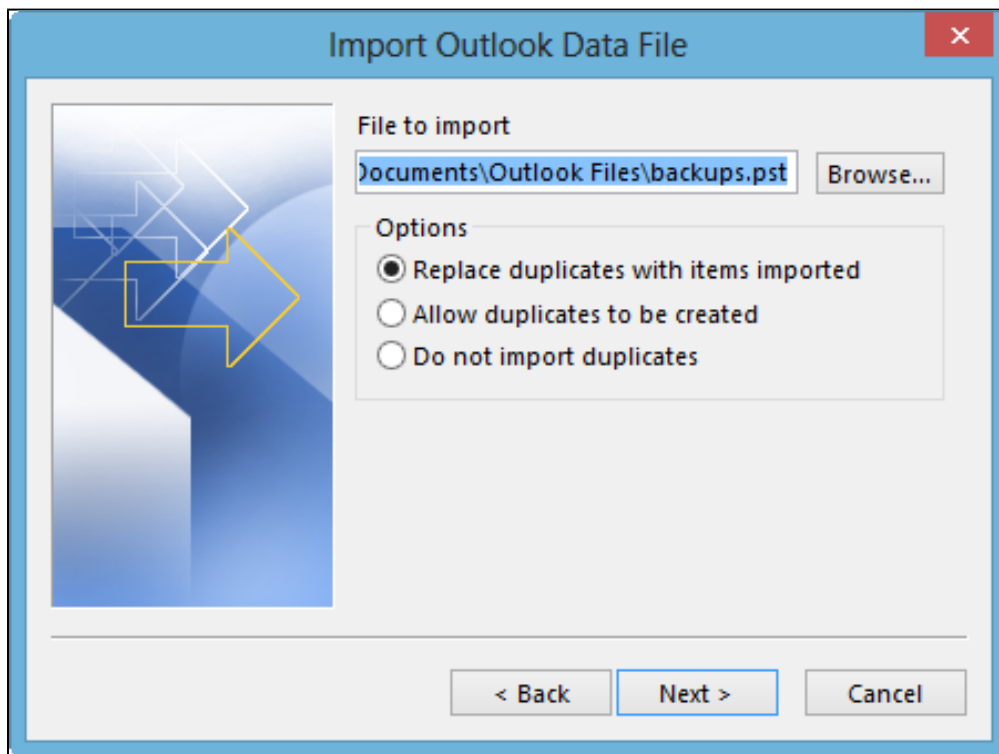 Import Outlook Data File
File to import
Documents\Outlook Files\backups.pst
Browse...
Options
Replace duplicates with items imported
Allow duplicates to be created
Do not import duplicates
< Back
Next >
Cancel